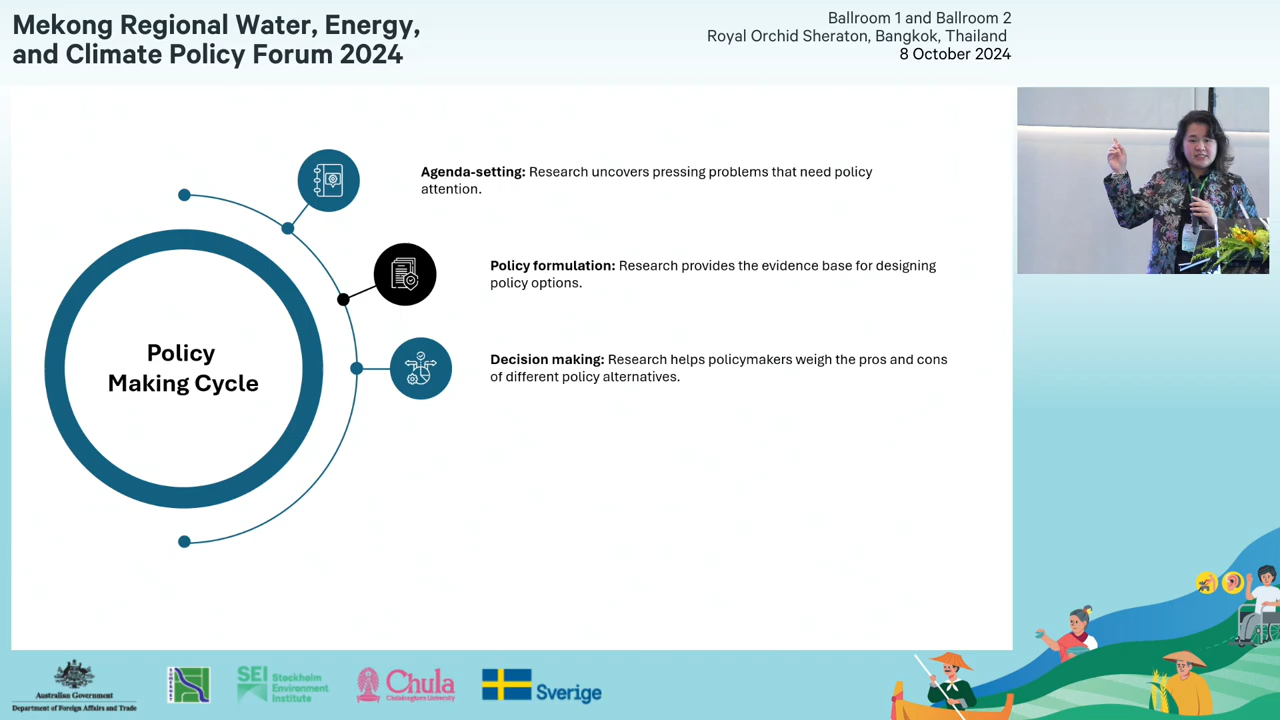 Mekong Regional Water, Energy,
and Climate Policy Forum 2024
Ballroom 1 and Ballroom 2
Royal Orchid Sheraton, Bangkok, Thailand
8 October 2024
Agenda-setting: Research uncovers pressing problems that need policy
attention.
Policy formulation: Research provides the evidence base for designing
policy options.
Decision making: Research helps policymakers weigh the pros and cons
of different policy alternatives.
Policy
Making Cycle
Australian Government
Department of Foreign Affairs and Trade
SEI Stockholm
Environment
Institute
Chula
Chulalongkorn University
Sverige